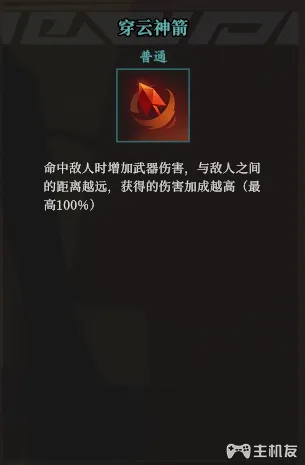 穿云神箭
普通
命中敌人时增加武器伤害，与敌人之间
的距离越远，获得的伤害加成越高（最
高100%）
主机友